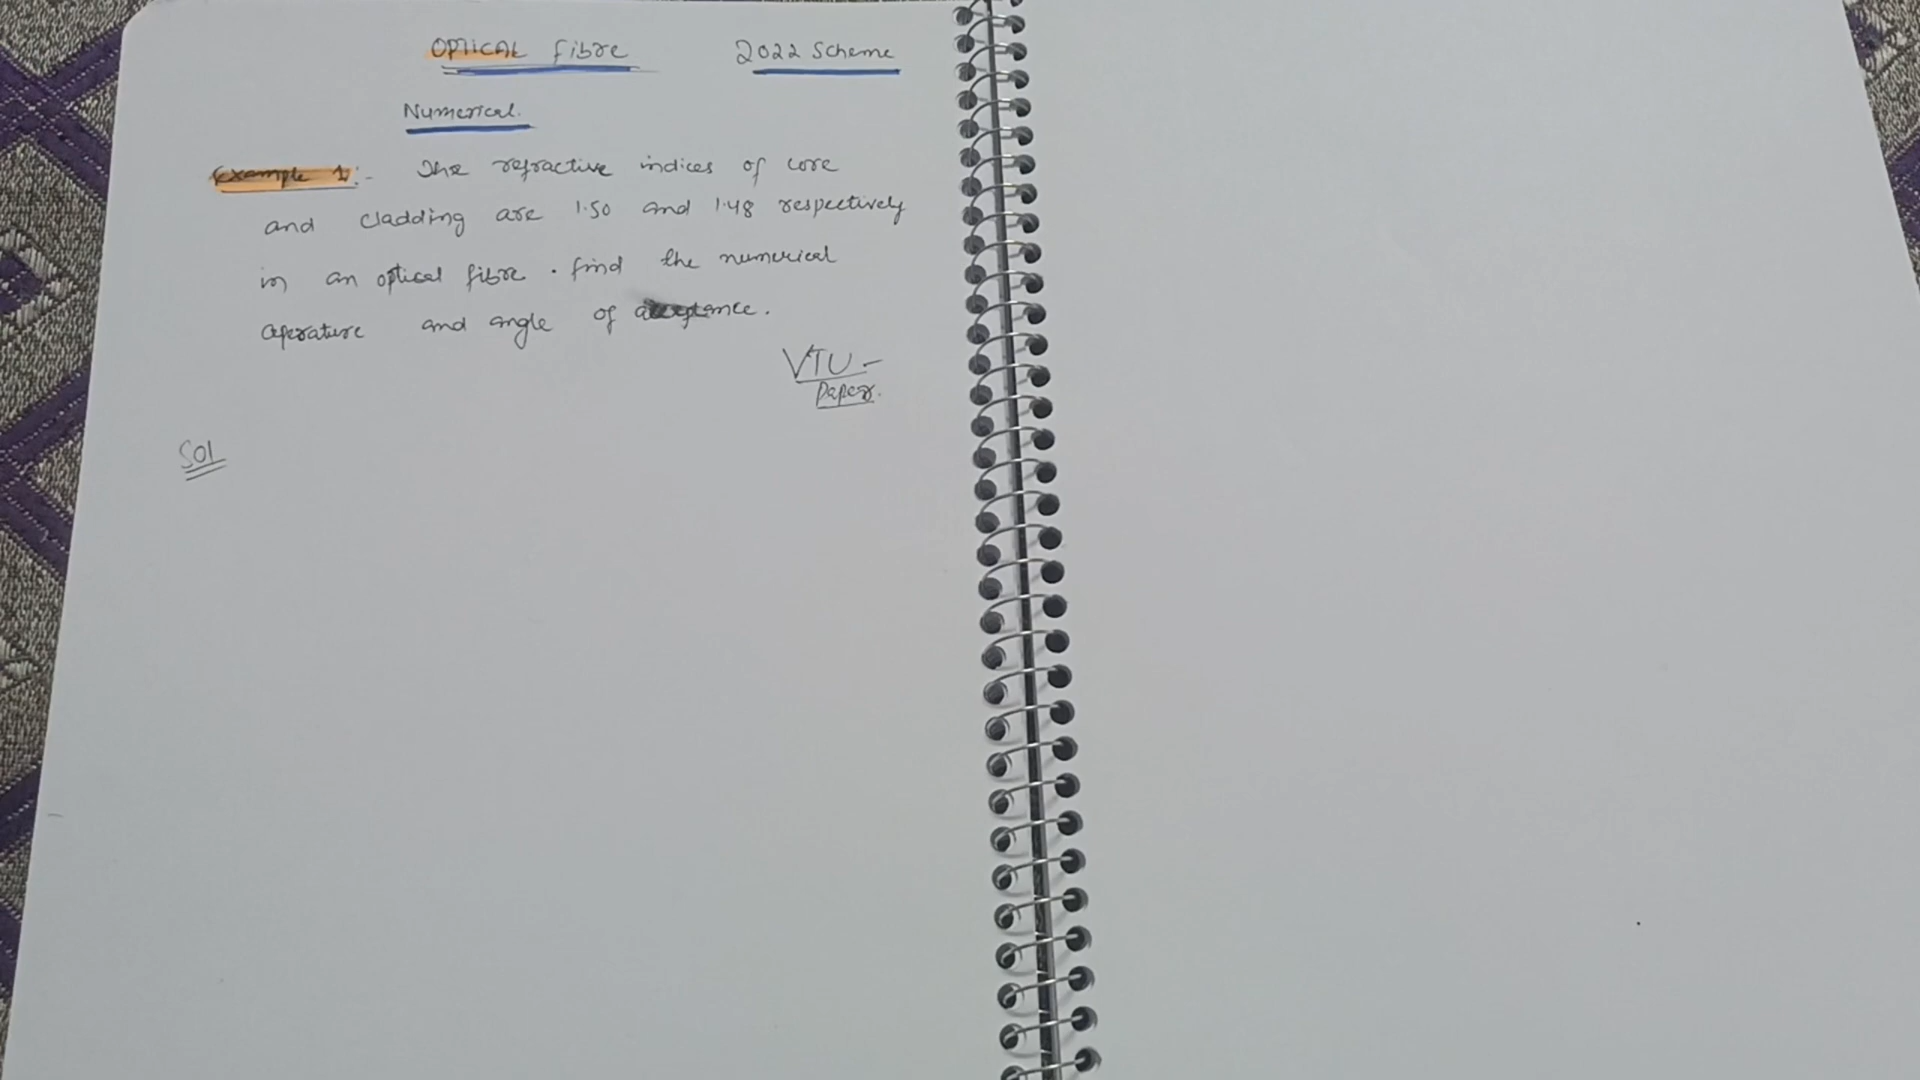 OPTICAL fibre 2022 Scheme
Numerical.
Example 1:- The refractive indices of core
and cladding are 1.50 and 1.48 respectively
in an optical fibre. find the numerical
aperature and angle of acceptance.
VTU-
Paper.
Sol